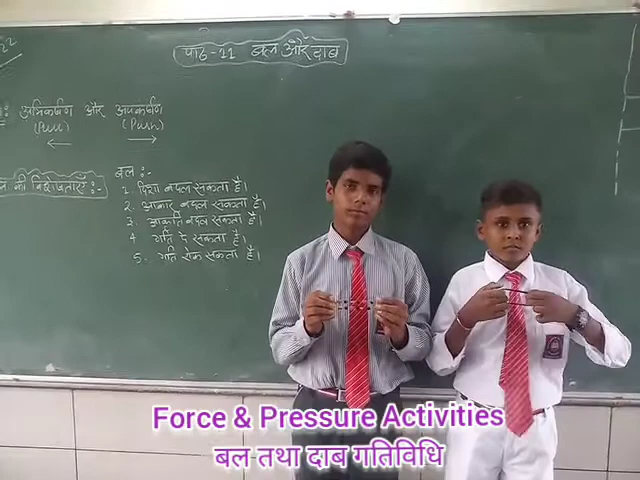 पाठ-11 बल और दाब
अभिकर्षण और अपकर्षण
(Pull) (Push)
← →
की विशेषताएँ :-
बल :-
1. दिशा बदल सकता है।
2. आकार बदल सकता है।
3. आकृति बदल सकता है।
4 गति दे सकता है।
5. गति रोक सकता है।
Force & Pressure Activities
बल तथा दाब गतिविधि